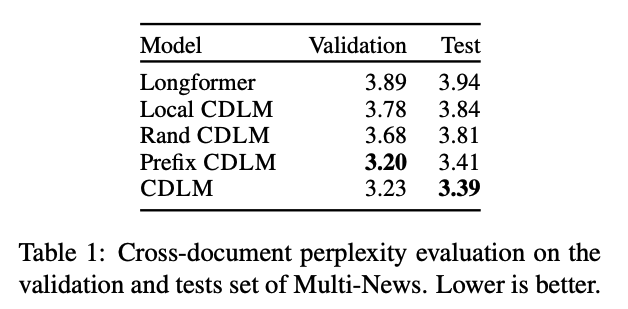 Model Validation Test
Longformer 3.89 3.94
Local CDLM 3.78 3.84
Rand CDLM 3.68 3.81
Prefix CDLM 3.20 3.41
CDLM 3.23 3.39
Table 1: Cross-document perplexity evaluation on the
validation and tests set of Multi-News. Lower is better.